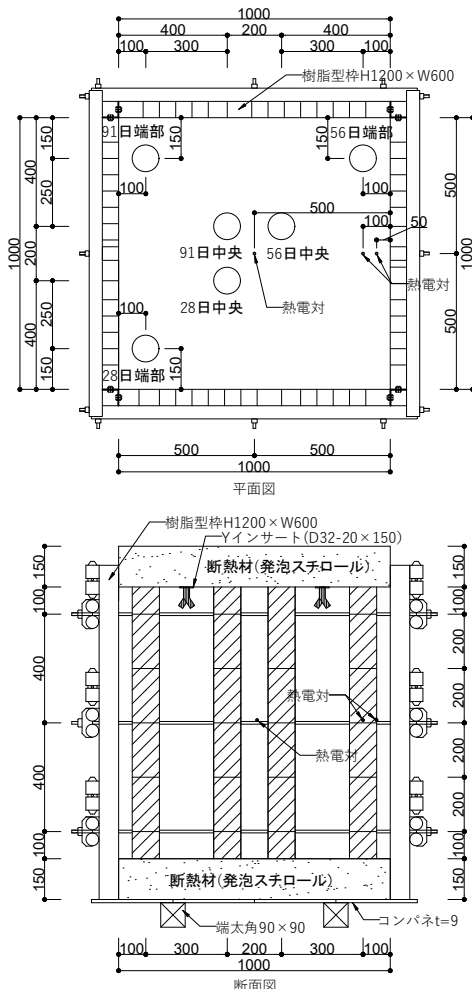 1000
400 200 400
100 300 300 100
樹脂型枠H1200×W600
91日端部
56日端部
150
150
100
100
500
100
50
91日中央
56日中央
熱電対
28日中央
熱電対
100
28日端部
150
150
400
250
1000
200
250
400
150
500
1000
500
500 500
1000
平面図
樹脂型枠H1200×W600
Yインサート(D32-20×150)
断熱材(発泡スチロール)
150
100
400
400
100
150
150
100
200
200
200
200
100
150
熱電対
熱電対
断熱材(発泡スチロール)
端太角90×90
コンパネt=9
100 300 200 300 100
1000
断面図